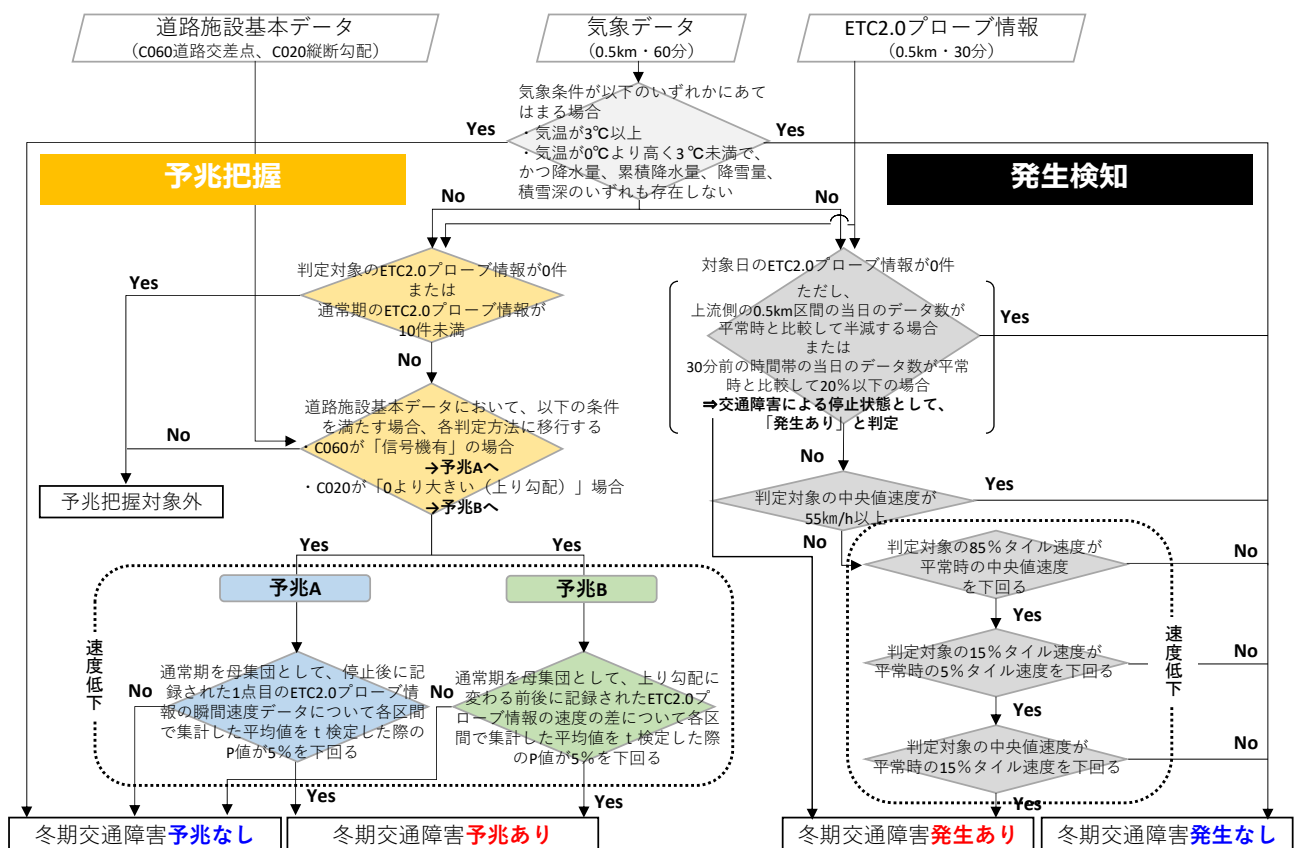 道路施設基本データ
（C060道路交差点、C020縦断勾配）
気象データ
（0.5km・60分）
ETC2.0プローブ情報
（0.5km・30分）
気象条件が以下のいずれかにあて
はまる場合
・気温が3℃以上
・気温が0℃より高く3 ℃未満で、
かつ降水量、累積降水量、降雪量、
積雪深のいずれも存在しない
Yes
Yes
予兆把握
発生検知
No
No
判定対象のETC2.0プローブ情報が0件
または
通常期のETC2.0プローブ情報が
10件未満
Yes
No
対象日のETC2.0プローブ情報が0件
ただし、
上流側の0.5km区間の当日のデータ数が
平常時と比較して半減する場合
または
30分前の時間帯の当日のデータ数が平常
時と比較して20％以下の場合
⇒交通障害による停止状態として、
「発生あり」と判定
Yes
No
道路施設基本データにおいて、以下の条件
を満たす場合、各判定方法に移行する
・C060が「信号機有」の場合
→予兆Aへ
・C020が「0より大きい（上り勾配）」場合
→予兆Bへ
No
予兆把握対象外
判定対象の中央値速度が
55㎞/h以上
Yes
No
Yes
Yes
予兆A
予兆B
速度低下
通常期を母集団として、停止後に記
録された1点目のETC2.0プローブ情
報の瞬間速度データについて各区間
で集計した平均値をｔ検定した際の
P値が5％を下回る
No
Yes
通常期を母集団として、上り勾配に
変わる前後に記録されたETC2.0プ
ローブ情報の速度の差について各区
間で集計した平均値をｔ検定した際
のP値が5％を下回る
No
Yes
判定対象の85％タイル速度が
平常時の中央値速度
を下回る
No
Yes
判定対象の15％タイル速度が
平常時の5％タイル速度を下回る
No
Yes
判定対象の中央値速度が
平常時の15％タイル速度を下回る
No
Yes
速度低下
冬期交通障害予兆なし
冬期交通障害予兆あり
冬期交通障害発生あり
冬期交通障害発生なし